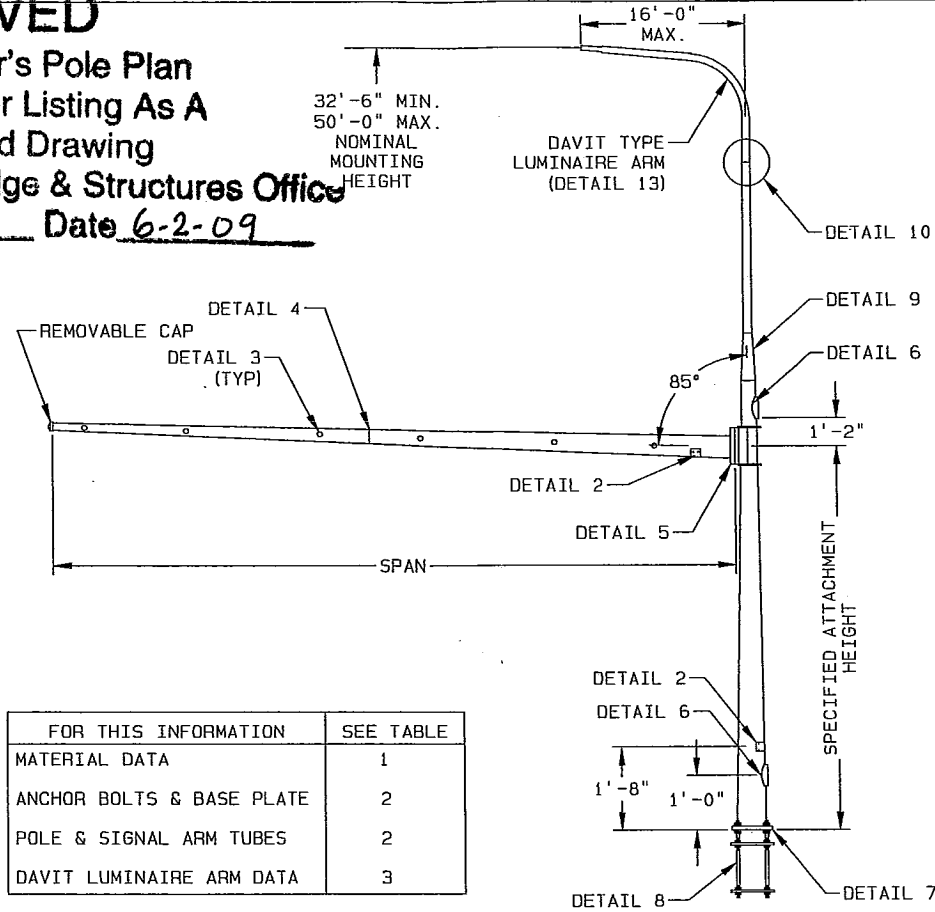 VED
r's Pole Plan
r Listing As A
d Drawing
ge & Structures Office
Date 6-2-09
16'-0"
MAX.
32'-6" MIN.
50'-0" MAX.
NOMINAL
MOUNTING
HEIGHT
DAVIT TYPE
LUMINAIRE ARM
(DETAIL 13)
DETAIL 10
DETAIL 9
DETAIL 6
DETAIL 4
REMOVABLE CAP
DETAIL 3
(TYP)
85°
1'-2"
DETAIL 2
DETAIL 5
SPAN
SPECIFIED ATTACHMENT
HEIGHT
DETAIL 2
DETAIL 6
1'-8"
1'-0"
DETAIL 8
DETAIL 7
FOR THIS INFORMATION SEE TABLE
MATERIAL DATA 1
ANCHOR BOLTS & BASE PLATE 2
POLE & SIGNAL ARM TUBES 2
DAVIT LUMINAIRE ARM DATA 3